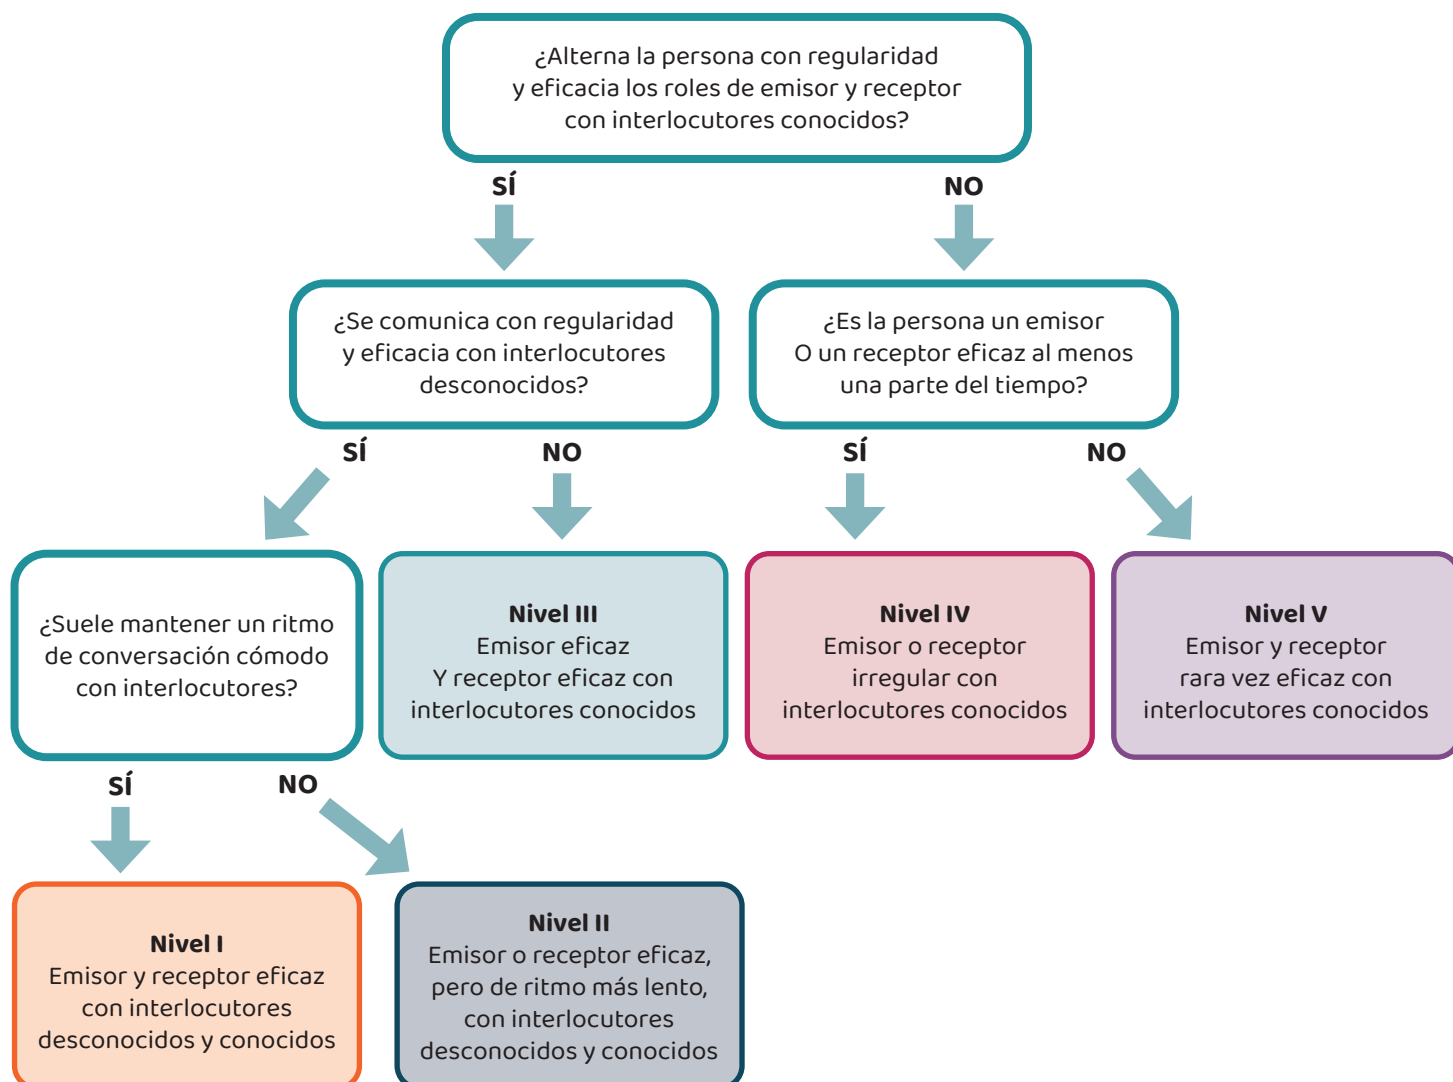 ¿Alterna la persona con regularidad
y eficacia los roles de emisor y receptor
con interlocutores conocidos?
SÍ
NO
¿Se comunica con regularidad
y eficacia con interlocutores
desconocidos?
¿Es la persona un emisor
O un receptor eficaz al menos
una parte del tiempo?
SÍ
NO
SÍ
NO
¿Suele mantener un ritmo
de conversación cómodo
con interlocutores?
Nivel III
Emisor eficaz
Y receptor eficaz con
interlocutores conocidos
Nivel IV
Emisor o receptor
irregular con
interlocutores conocidos
Nivel V
Emisor y receptor
rara vez eficaz con
interlocutores conocidos
SÍ
NO
Nivel I
Emisor y receptor eficaz
con interlocutores
desconocidos y conocidos
Nivel II
Emisor o receptor eficaz,
pero de ritmo más lento,
con interlocutores
desconocidos y conocidos